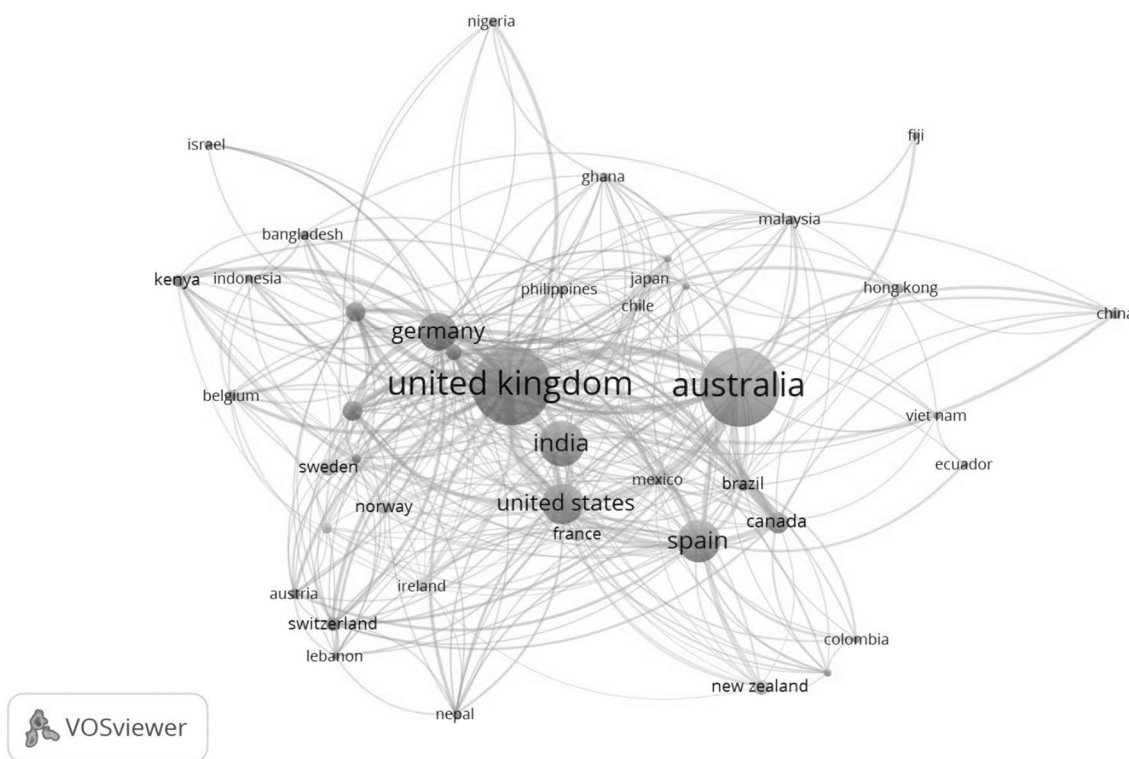 nigeria
fiji
israel
ghana
malaysia
bangladesh
kenya
indonesia
philippines
japan
hong kong
chile
china
germany
united kingdom
australia
belgium
viet nam
india
sweden
mexico
brazil
ecuador
norway
united states
canada
france
spain
ireland
austria
switzerland
colombia
lebanon
new zealand
nepal
VOSviewer